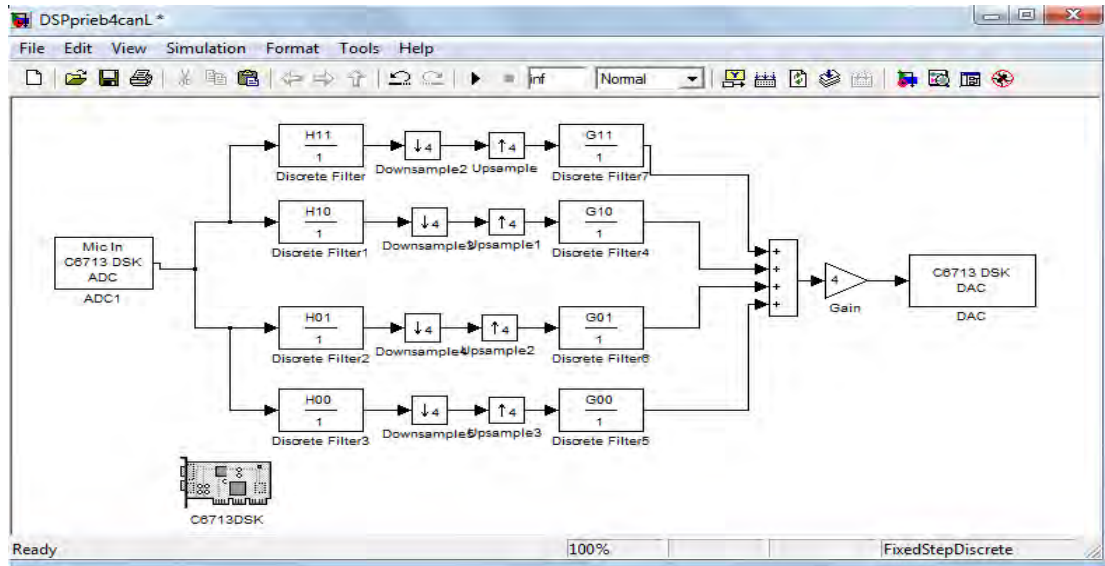 DSPprieb4canL *
File Edit View Simulation Format Tools Help
inf Normal
H11
1
Discrete Filter
↓4
Downsample2
↑4
Upsample
G11
1
Discrete Filter7
H10
1
Discrete Filter1
↓4
↑4
Upsample1
G10
1
Discrete Filter4
Mic In
C6713 DSK
ADC
ADC1
+
+
+
+
4
Gain
C6713 DSK
DAC
DAC
H01
1
Discrete Filter2
↓4
Downsample4
↑4
Upsample2
G01
1
Discrete Filter6
H00
1
Discrete Filter3
↓4
↑4
Upsample3
G00
1
Discrete Filter5
C6713DSK
Ready 100% FixedStepDiscrete